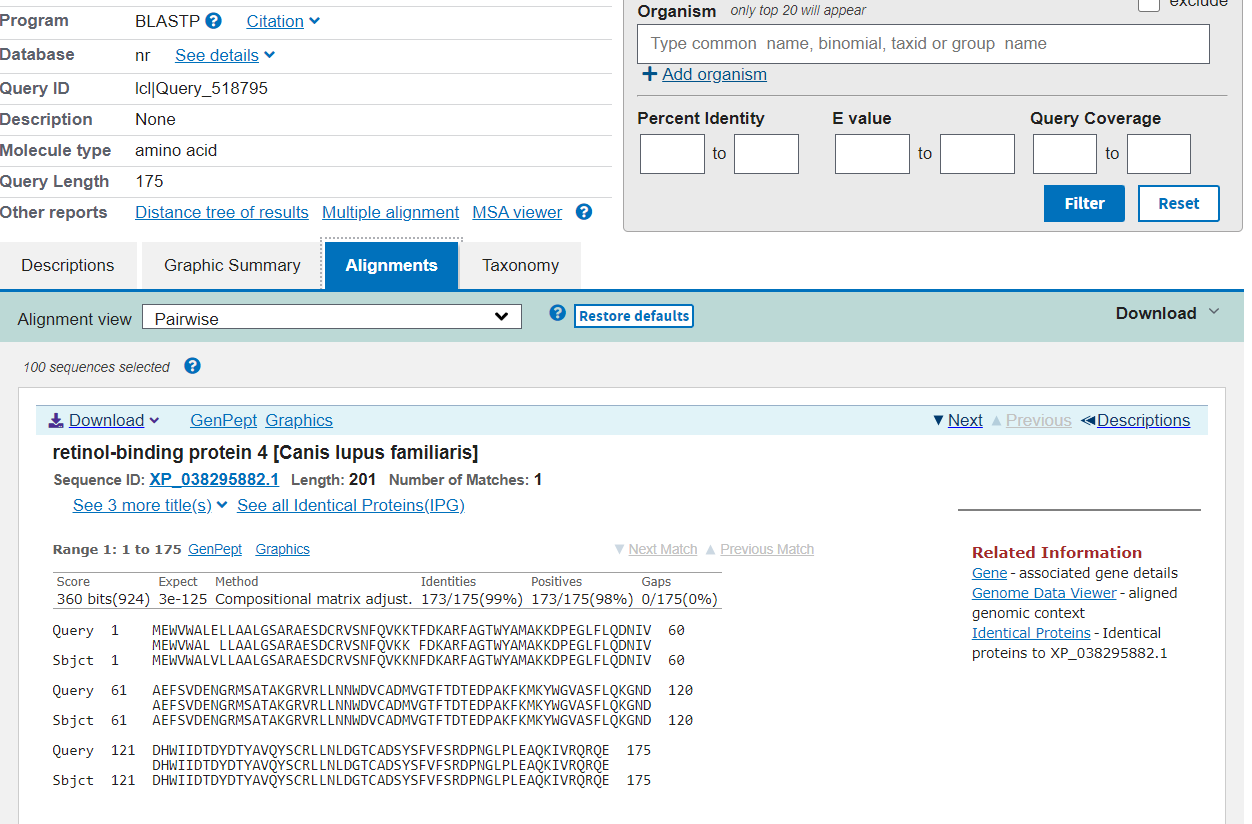 Program BLASTP ? Citation
Database nr See details
Query ID lcl|Query_518795
Description None
Molecule type amino acid
Query Length 175
Other reports Distance tree of results Multiple alignment MSA viewer ?
exclude
Organism only top 20 will appear
Type common name, binomial, taxid or group name
+ Add organism
Percent Identity E value Query Coverage
to to to
Filter Reset
Descriptions Graphic Summary Alignments Taxonomy
Alignment view Pairwise ? Restore defaults Download
100 sequences selected ?
Download GenPept Graphics ▼ Next ▲ Previous ◀Descriptions
retinol-binding protein 4 [Canis lupus familiaris]
Sequence ID: XP_038295882.1 Length: 201 Number of Matches: 1
See 3 more title(s) See all Identical Proteins(IPG)
Range 1: 1 to 175 GenPept Graphics ▼ Next Match ▲ Previous Match
Score Expect Method Identities Positives Gaps
360 bits(924) 3e-125 Compositional matrix adjust. 173/175(99%) 173/175(98%) 0/175(0%)
Query 1 MEWVWALELLAALGSARAESDCRVSNFQVKKTFDKARFAGTWYAMAKKDPEGLFLQDNIV 60
MEWVWAL LLAALGSARAESDCRVSNFQVKK FDKARFAGTWYAMAKKDPEGLFLQDNIV
Sbjct 1 MEWVWALVLLAALGSARAESDCRVSNFQVKKNFDKARFAGTWYAMAKKDPEGLFLQDNIV 60
Query 61 AEFSVDENGRMSATAKGRVRLLNNWDVCADMVGTFTDTEDPAKFKMKYWGVASFLQKGND 120
AEFSVDENGRMSATAKGRVRLLNNWDVCADMVGTFTDTEDPAKFKMKYWGVASFLQKGND
Sbjct 61 AEFSVDENGRMSATAKGRVRLLNNWDVCADMVGTFTDTEDPAKFKMKYWGVASFLQKGND 120
Query 121 DHWIIDTDYDTYAVQYSCRLLNLDGTCADSYSFVFSRDPNGLPLEAQKIVRQRQE 175
DHWIIDTDYDTYAVQYSCRLLNLDGTCADSYSFVFSRDPNGLPLEAQKIVRQRQE
Sbjct 121 DHWIIDTDYDTYAVQYSCRLLNLDGTCADSYSFVFSRDPNGLPLEAQKIVRQRQE 175
Related Information
Gene - associated gene details
Genome Data Viewer - aligned
genomic context
Identical Proteins - Identical
proteins to XP_038295882.1